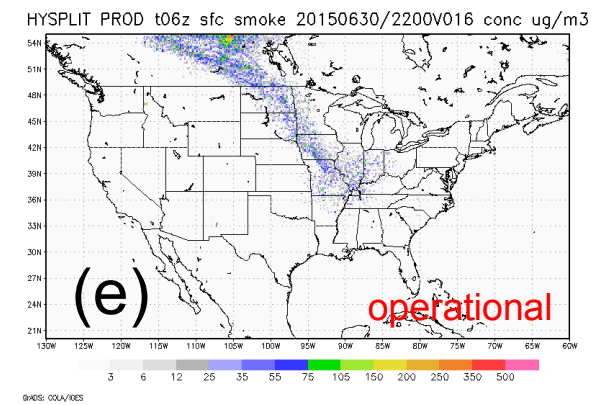 HYSPLIT PROD t06z sfc smoke 20150630/2200V016 conc ug/m3
54N
51N
48N
45N
42N
39N
36N
33N
30N
27N
24N
21N
(e)
operational
130W 125W 120W 115W 110W 105W 100W 95W 90W 85W 80W 75W 70W 65W 60W
3 6 12 25 35 55 75 105 150 200 250 350 500
GrADS: COLA/IGES